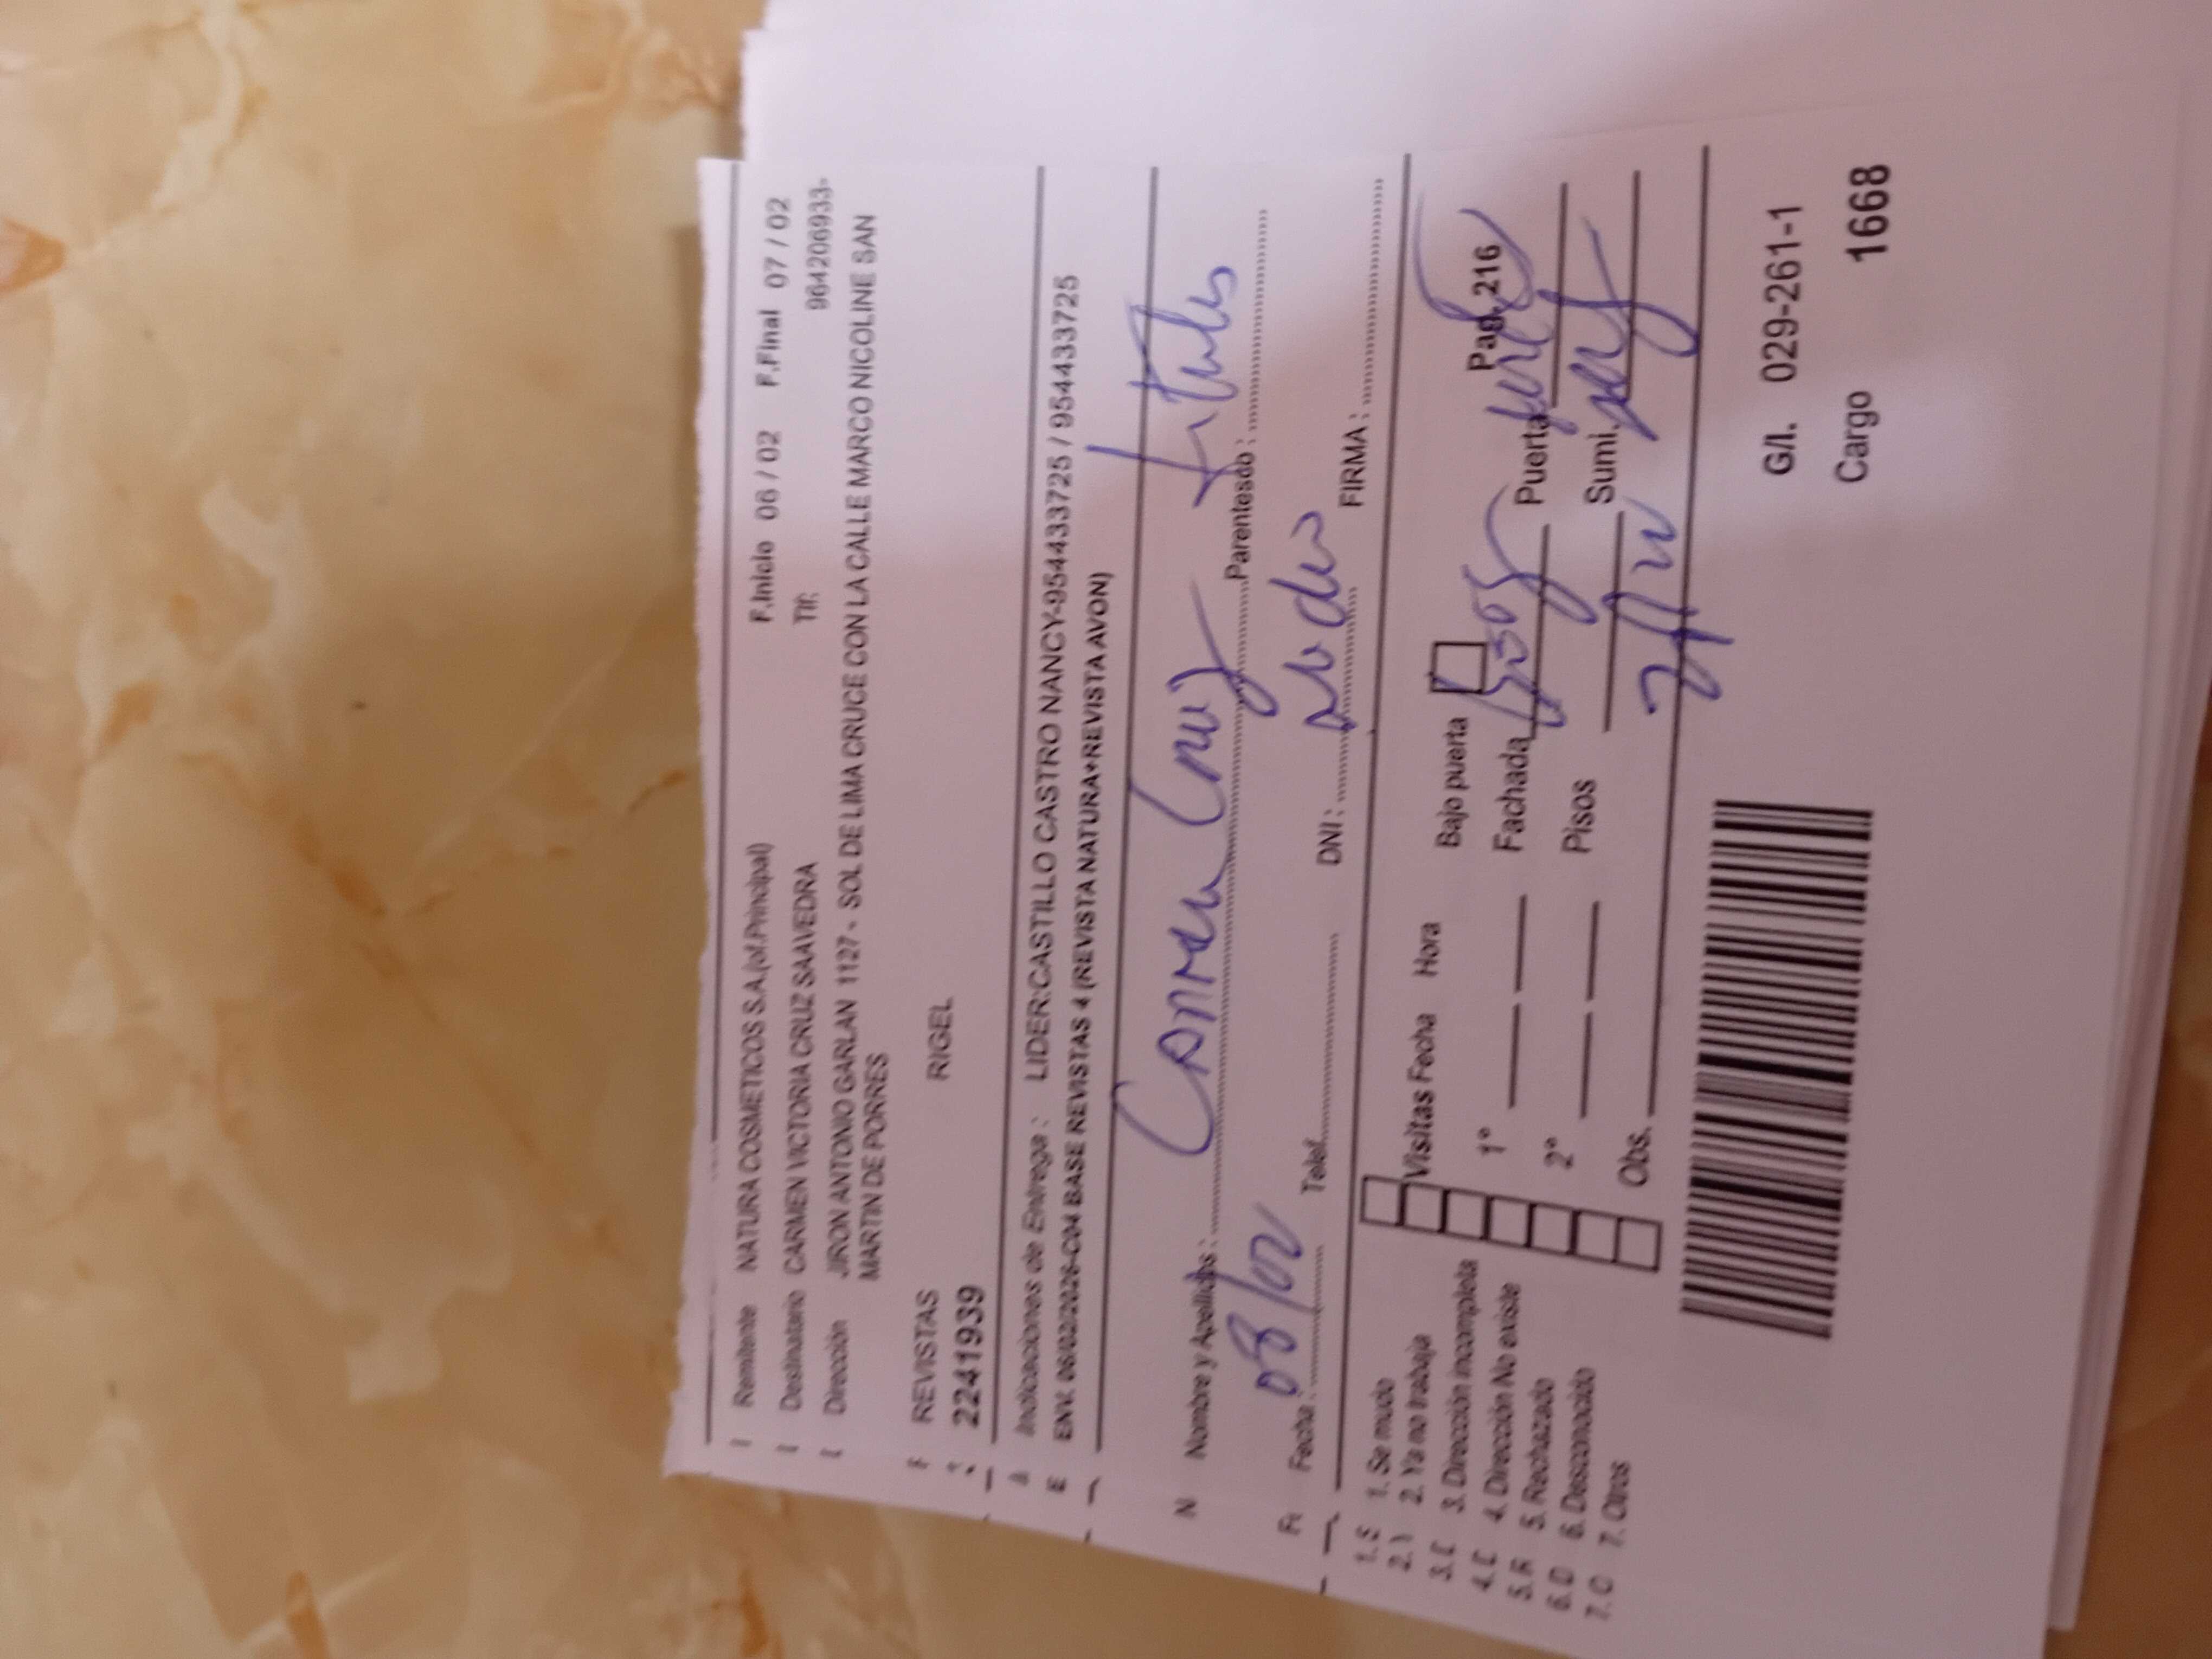 Remitente NATURA COSMETICOS S.A.(of.Principal) F.Inicio 06 / 02 F.Final 07 / 02
Destinatario CARMEN VICTORIA CRUZ SAAVEDRA Tlf. 964206933-
Dirección JIRON ANTONIO GARLAN 1127 - SOL DE LIMA CRUCE CON LA CALLE MARCO NICOLINE SAN
MARTIN DE PORRES
REVISTAS RIGEL
2241939
Indicaciones de Entrega : LIDER:CASTILLO CASTRO NANCY-954433725 / 954433725 / 954433725
ENV. 06/02/2026-C04 BASE REVISTAS 4 (REVISTA NATURA+REVISTA AVON)
Nombre y Apellidos : Carmen Cruz Parentesco : titular
Fecha : 08/02 Telef. DNI : FIRMA :
1. Se mudo
2. Ya no trabaja
3. Dirección incompleta
4. Dirección No existe
5. Rechazado
6. Desconocido
7. Otros
Visitas Fecha Hora Bajo puerta Pag. 216
1° Fachada Puerta
2° Pisos Sumi.
Obs.
G/I. 029-261-1
Cargo 1668